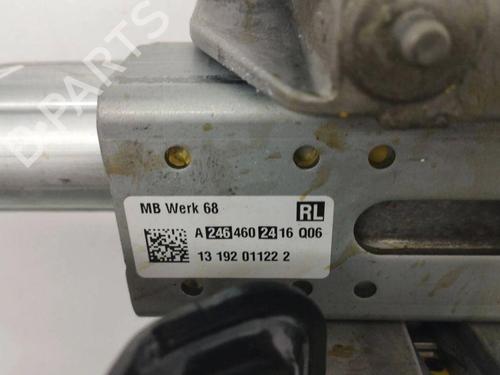 B-PARTS
MB Werk 68 RL
A 246 460 24 16 Q06
13 192 01122 2